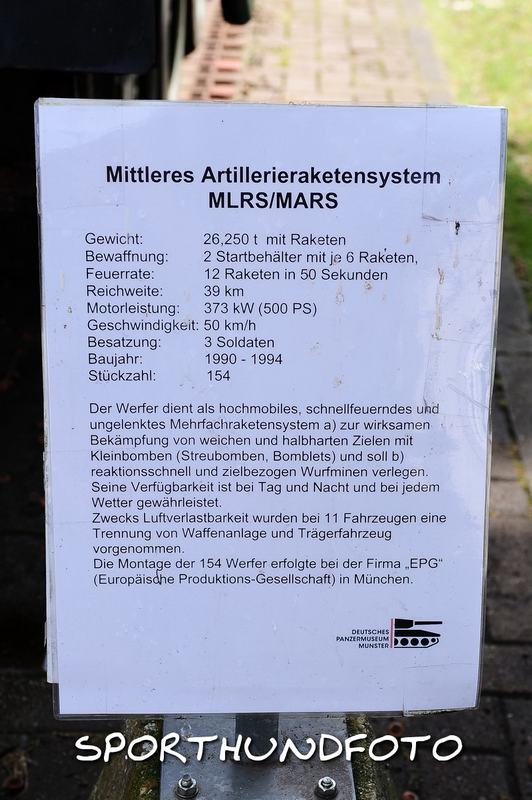 Mittleres Artillerieraketensystem
MLRS/MARS
Gewicht: 26,250 t mit Raketen
Bewaffnung: 2 Startbehälter mit je 6 Raketen,
Feuerrate: 12 Raketen in 50 Sekunden
Reichweite: 39 km
Motorleistung: 373 kW (500 PS)
Geschwindigkeit: 50 km/h
Besatzung: 3 Soldaten
Baujahr: 1990 - 1994
Stückzahl: 154
Der Werfer dient als hochmobiles, schnellfeuerndes und
ungelenktes Mehrfachraketensystem a) zur wirksamen
Bekämpfung von weichen und halbharten Zielen mit
Kleinbomben (Streubomben, Bomblets) und soll b)
reaktionsschnell und zielbezogen Wurfminen verlegen.
Seine Verfügbarkeit ist bei Tag und Nacht und bei jedem
Wetter gewährleistet.
Zwecks Luftverlastbarkeit wurden bei 11 Fahrzeugen eine
Trennung von Waffenanlage und Trägerfahrzeug
vorgenommen.
Die Montage der 154 Werfer erfolgte bei der Firma „EPG“
(Europäische Produktions-Gesellschaft) in München.
DEUTSCHES
PANZERMUSEUM
MUNSTER
SPORTHUNDFOTO